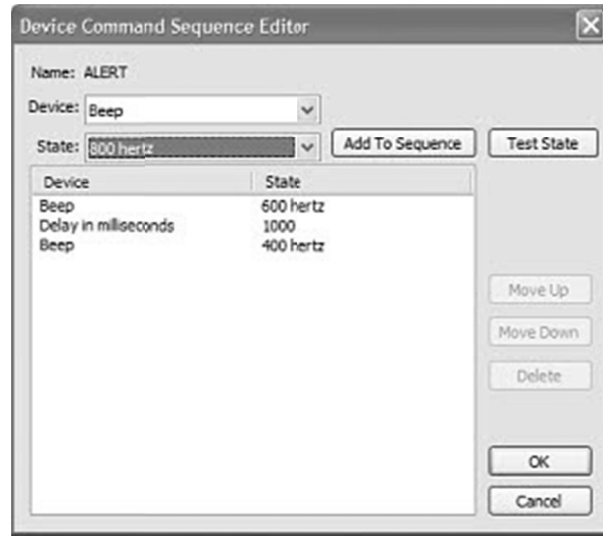 Device Command Sequence Editor
Name: ALERT
Device: Beep
State: 800 hertz Add To Sequence Test State
Device State
Beep 600 hertz
Delay in milliseconds 1000
Beep 400 hertz
Move Up
Move Down
Delete
OK
Cancel